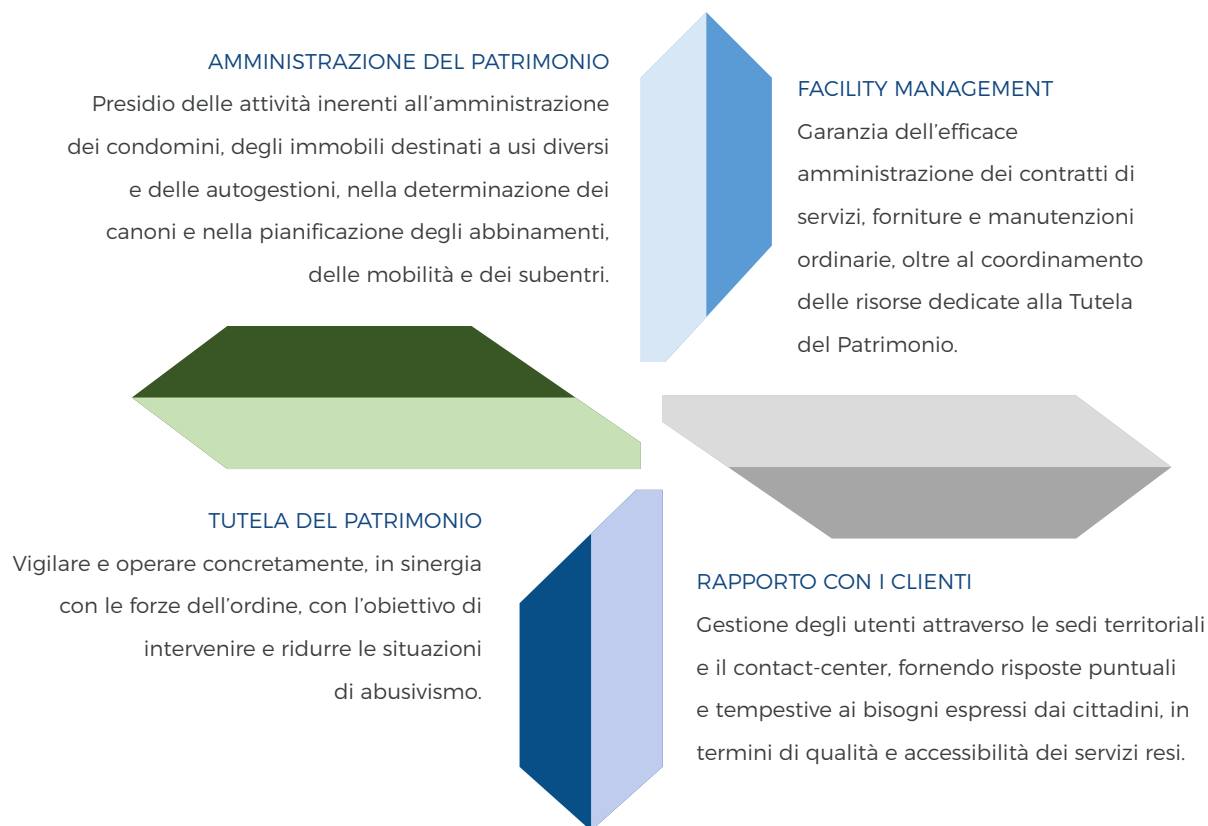 AMMINISTRAZIONE DEL PATRIMONIO
Presidio delle attività inerenti all’amministrazione
dei condomini, degli immobili destinati a usi diversi
e delle autogestioni, nella determinazione dei
canoni e nella pianificazione degli abbinamenti,
delle mobilità e dei subentri.
FACILITY MANAGEMENT
Garanzia dell’efficace
amministrazione dei contratti di
servizi, forniture e manutenzioni
ordinarie, oltre al coordinamento
delle risorse dedicate alla Tutela
del Patrimonio.
TUTELA DEL PATRIMONIO
Vigilare e operare concretamente, in sinergia
con le forze dell’ordine, con l’obiettivo di
intervenire e ridurre le situazioni
di abusivismo.
RAPPORTO CON I CLIENTI
Gestione degli utenti attraverso le sedi territoriali
e il contact-center, fornendo risposte puntuali
e tempestive ai bisogni espressi dai cittadini, in
termini di qualità e accessibilità dei servizi resi.